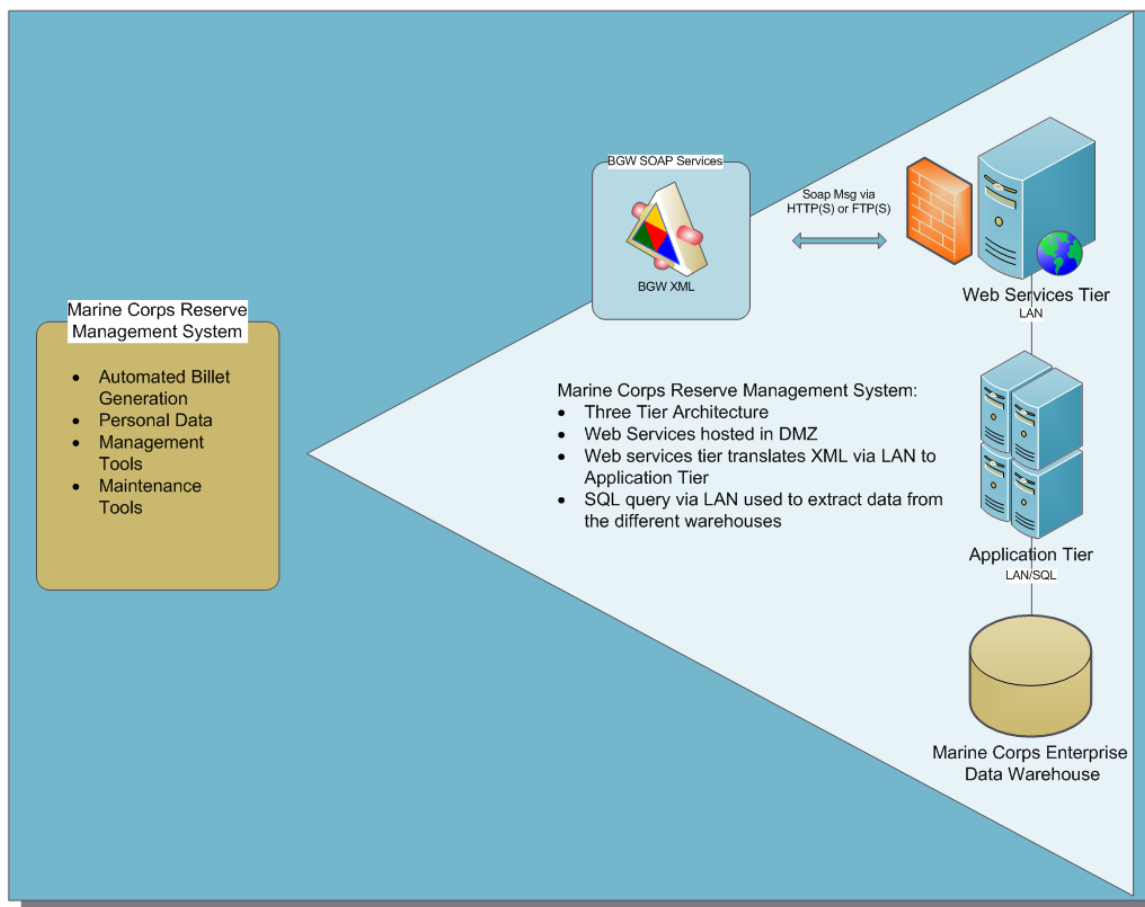 Marine Corps Reserve
Management System
• Automated Billet
Generation
• Personal Data
• Management
Tools
• Maintenance
Tools
BGW SOAP Services
BGW XML
Soap Msg via
HTTP(S) or FTP(S)
Web Services Tier
LAN
Marine Corps Reserve Management System:
• Three Tier Architecture
• Web Services hosted in DMZ
• Web services tier translates XML via LAN to
Application Tier
• SQL query via LAN used to extract data from
the different warehouses
Application Tier
LAN/SQL
Marine Corps Enterprise
Data Warehouse